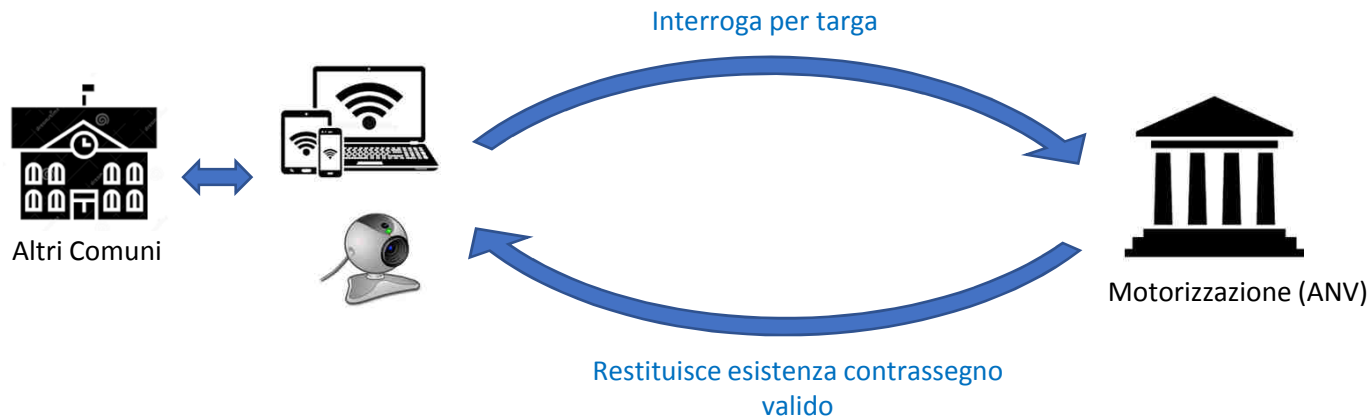 Interroga per targa
Altri Comuni
Motorizzazione (ANV)
Restituisce esistenza contrassegno
valido